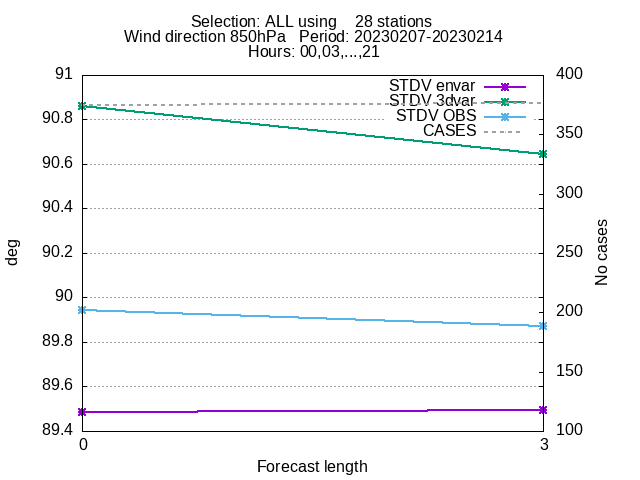 Selection: ALL using    28 stations
Wind direction 850hPa   Period: 20230207-20230214
Hours: 00,03,...,21
91
90.8
90.6
90.4
90.2
90
89.8
89.6
89.4
deg
400
350
300
250
200
150
100
No cases
STDV envar
STDV 3dvar
STDV OBS
CASES
0
3
Forecast length